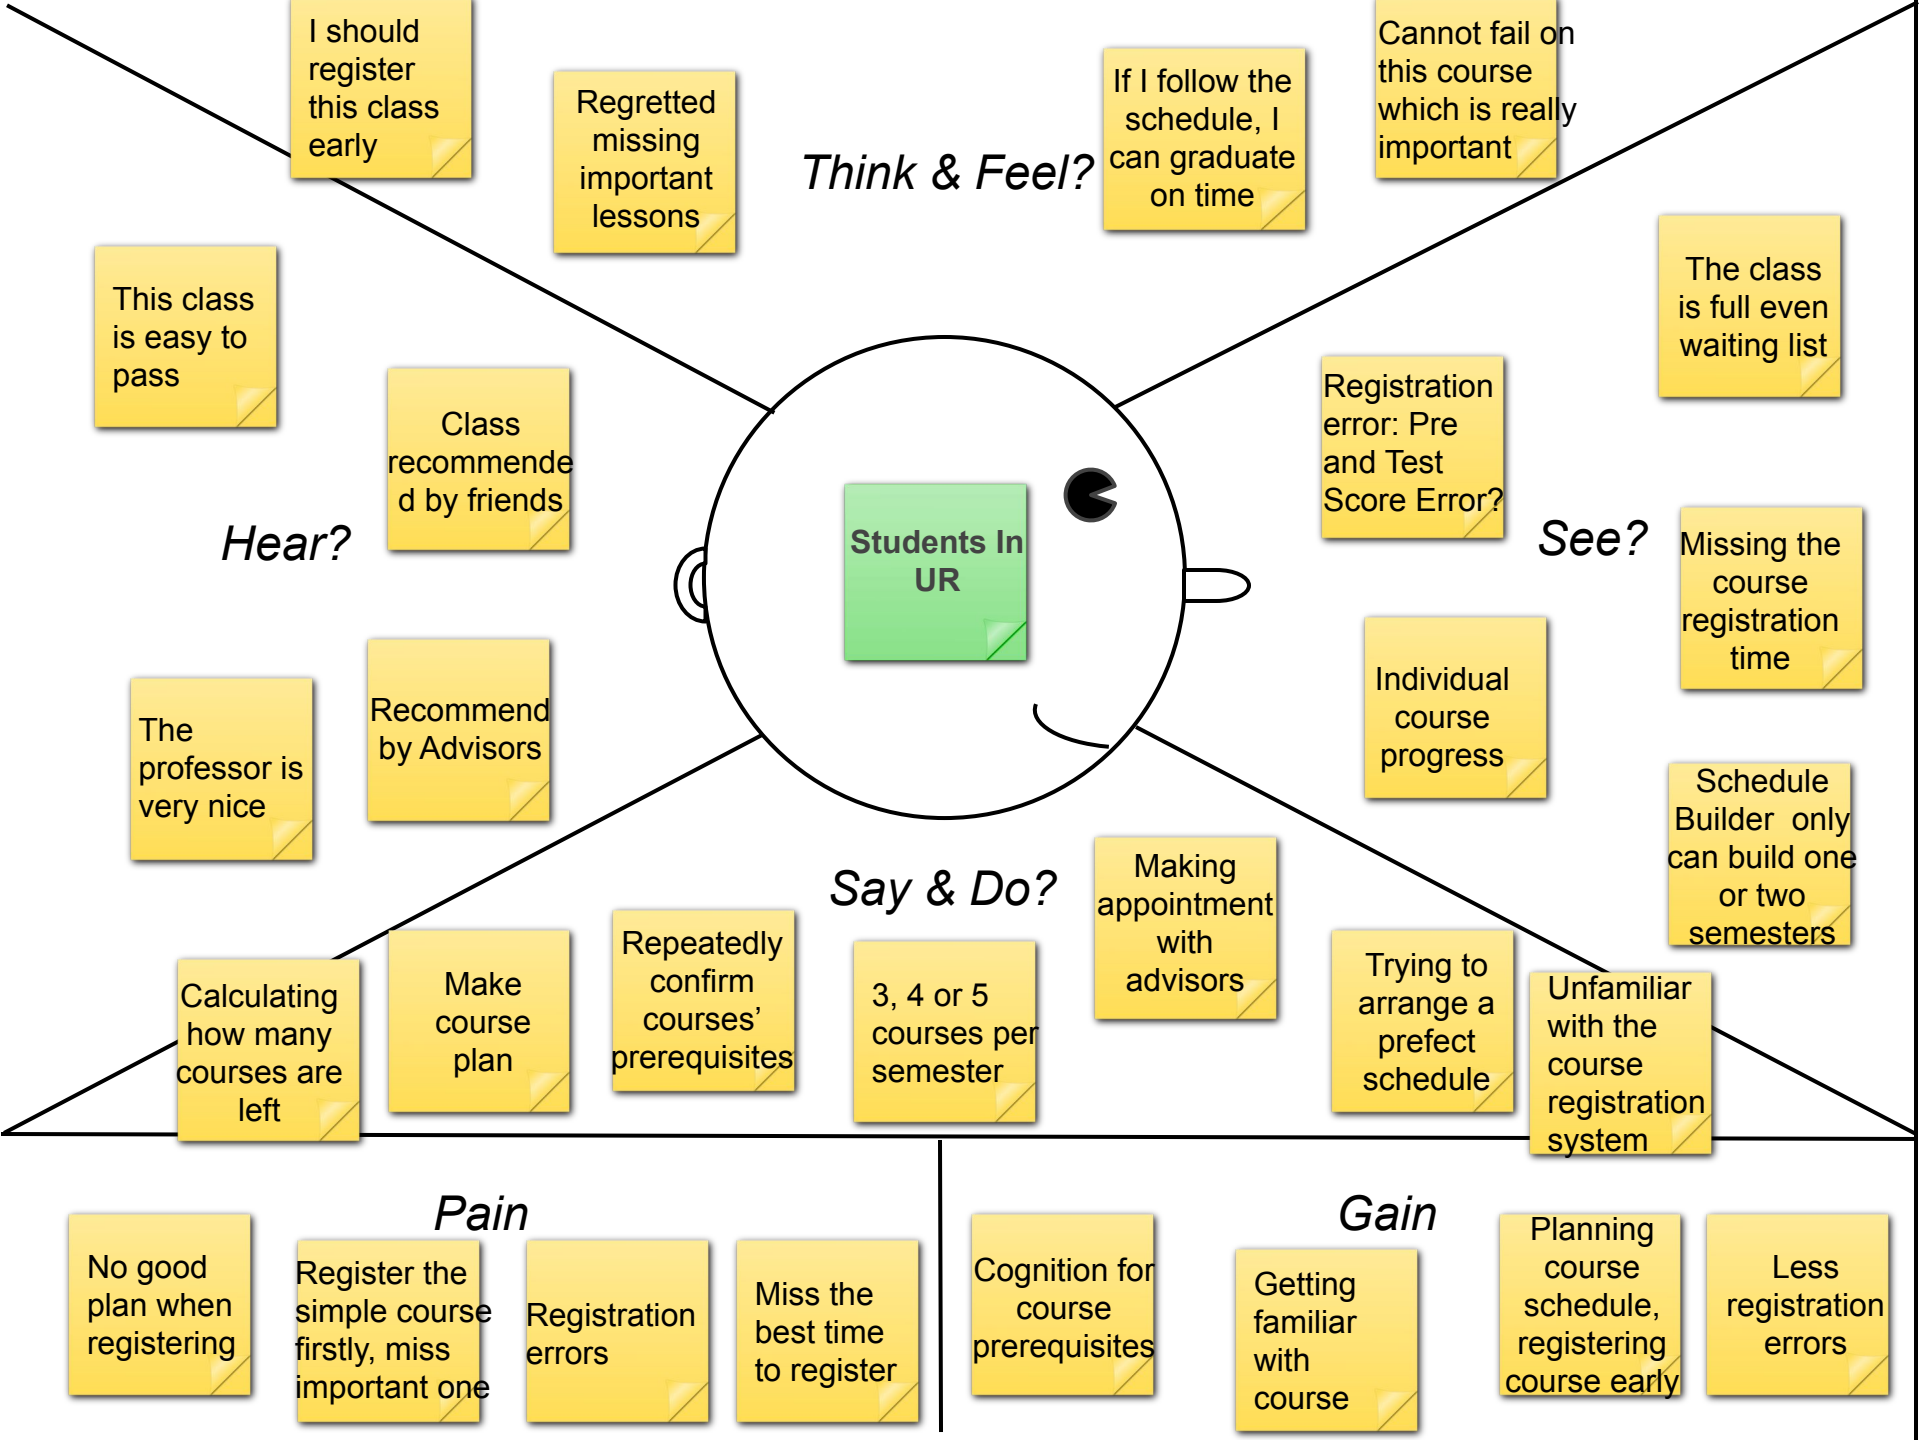 I should
register
this class
early
Regretted
missing
important
lessons
Think & Feel?
If I follow the
schedule, I
can graduate
on time
Cannot fail on
this course
which is really
important
This class
is easy to
pass
Class
recommende
d by friends
Hear?
The
professor is
very nice
Recommend
by Advisors
Students In
UR
The class
is full even
waiting list
Registration
error: Pre
and Test
Score Error?
See?
Missing the
course
registration
time
Individual
course
progress
Schedule
Builder  only
can build one
or two
semesters
Say & Do?
Calculating
how many
courses are
left
Make
course
plan
Repeatedly
confirm
courses’
prerequisites
3, 4 or 5
courses per
semester
Making
appointment
with
advisors
Trying to
arrange a
prefect
schedule
Unfamiliar
with the
course
registration
system
Pain
No good
plan when
registering
Register the
simple course
firstly, miss
important one
Registration
errors
Miss the
best time
to register
Gain
Cognition for
course
prerequisites
Getting
familiar
with
course
Planning
course
schedule,
registering
course early
Less
registration
errors